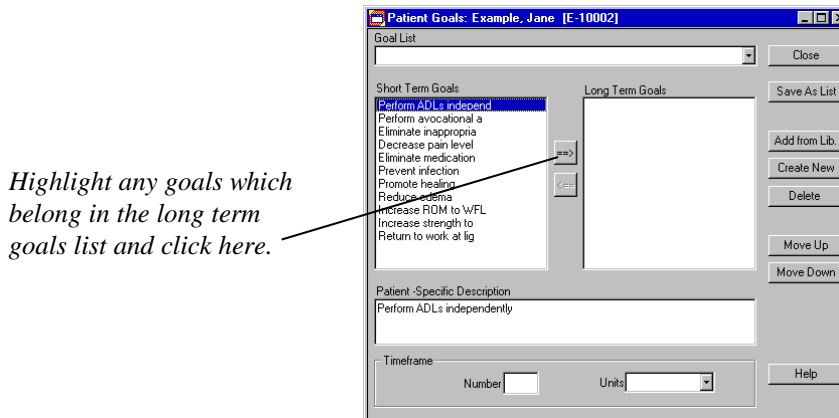 Patient Goals: Example, Jane [E-10002]
Goal List
Close
Short Term Goals
Long Term Goals
Save As List
Perform ADLs independ
Perform avocational a
Eliminate inappropria
Decrease pain level
Eliminate medication
Prevent infection
Promote healing
Reduce edema
Increase ROM to WFL
Increase strength to
Return to work at lig
==>
<==
Add from Lib.
Create New
Delete
Move Up
Move Down
Highlight any goals which
belong in the long term
goals list and click here.
Patient -Specific Description
Perform ADLs independently
Timeframe
Number
Units
Help